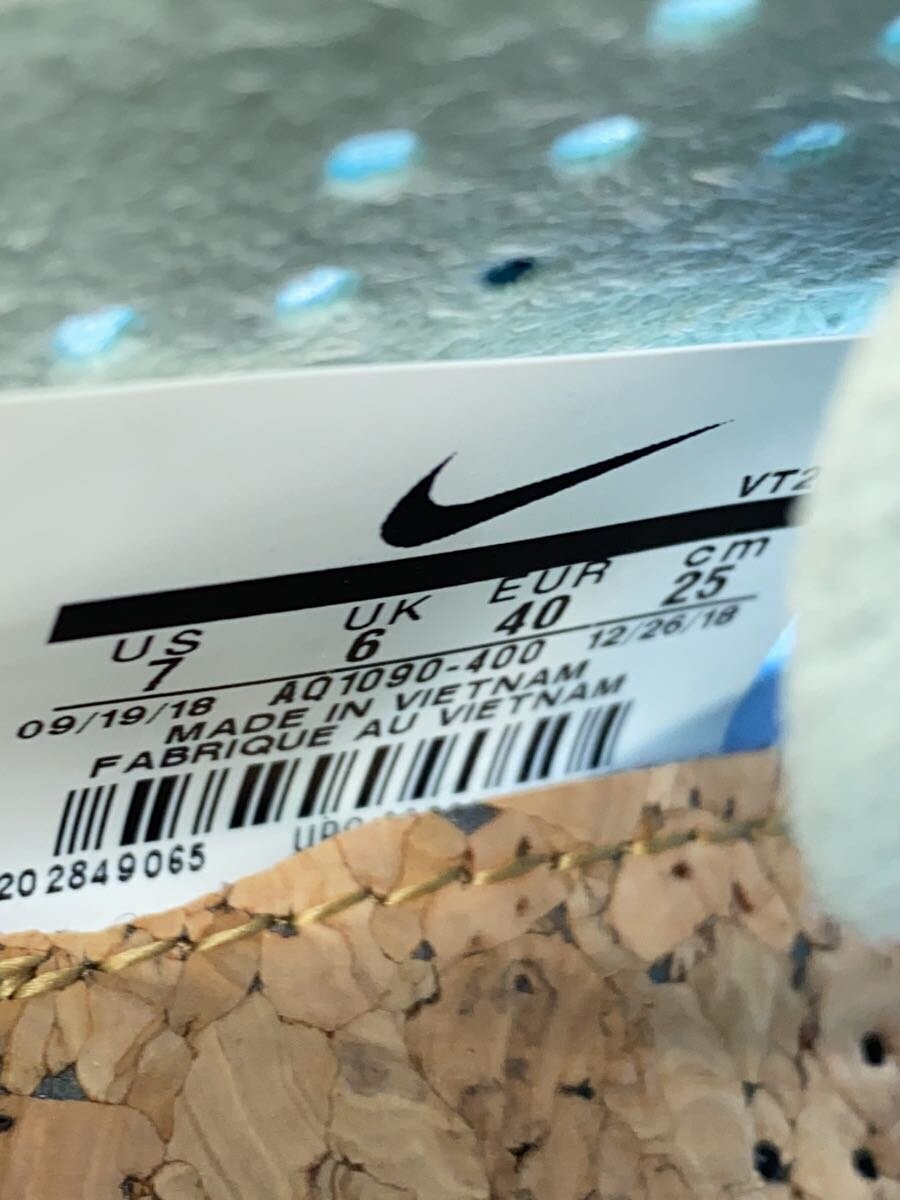 VT2
US UK EUR cm
7 6 40 25
09/19/18 AQ1090-400 12/26/18
MADE IN VIETNAM
FABRIQUE AU VIETNAM
202849065